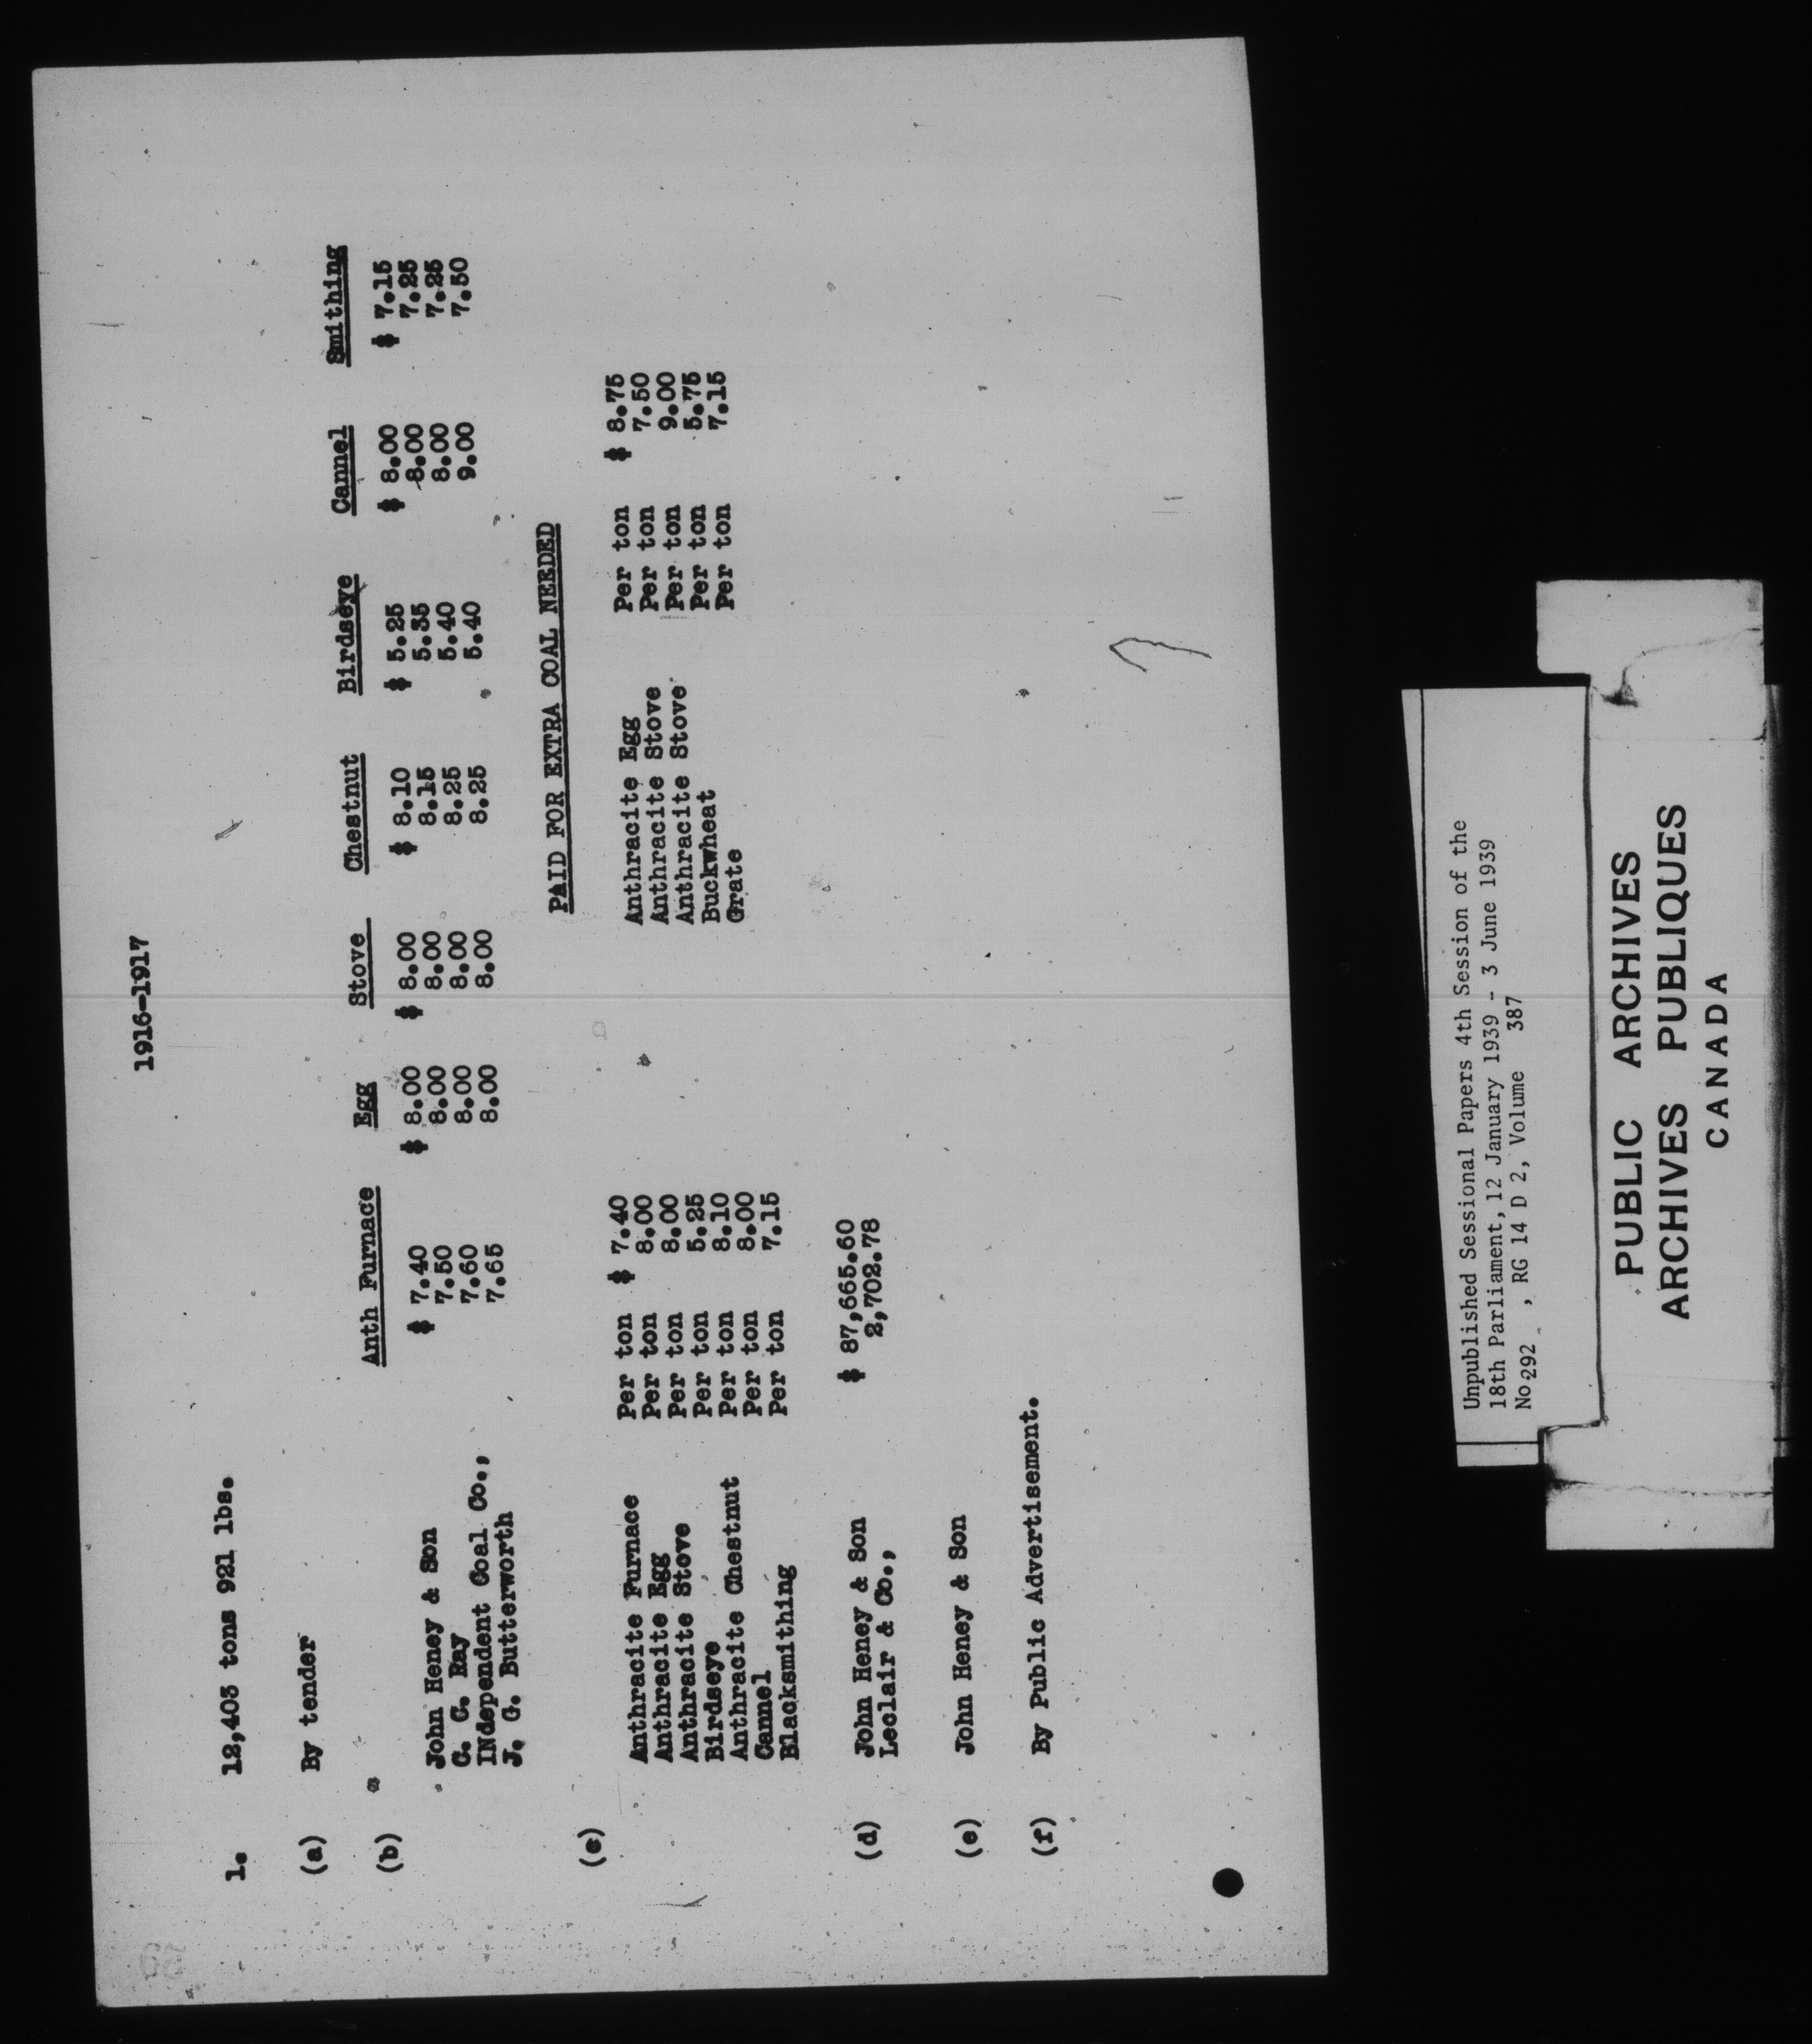 1916-1917
1. 12,403 tons 921 lbs.
(a) By tender
(b) Anth Furnace Egg Stove Chestnut Birdseye Cannel Smithing
John Heney & Son $ 7.40 $ 8.00 $ 8.00 $ 8.10 $ 5.25 $ 8.00 $ 7.15
C. C. Ray 7.50 8.00 8.00 8.15 5.35 8.00 7.25
INdependent Coal Co., 7.60 8.00 8.00 8.25 5.40 8.00 7.25
J. G. Butterworth 7.65 8.00 8.00 8.25 5.40 9.00 7.50
PAID FOR EXTRA COAL NEEDED
(c) Anthracite Furnace Per ton $ 7.40 Anthracite Egg Per ton $ 8.75
Anthracite Egg Per ton 8.00 Anthracite Stove Per ton 7.50
Anthracite Stove Per ton 8.00 Anthracite Stove Per ton 9.00
Birdseye Per ton 5.25 Buckwheat Per ton 5.75
Anthracite Chestnut Per ton 8.10 Grate Per ton 7.15
Cannel Per ton 8.00
Blacksmithing Per ton 7.15
(d) John Heney & Son $ 87,665.60
Leclair & Co., 2,702.78
(e) John Heney & Son
(f) By Public Advertisement.
Unpublished Sessional Papers 4th Session of the
18th Parliament, 12 January 1939 - 3 June 1939
No 292 , RG 14 D 2, Volume 387
PUBLIC ARCHIVES
ARCHIVES PUBLIQUES
CANADA